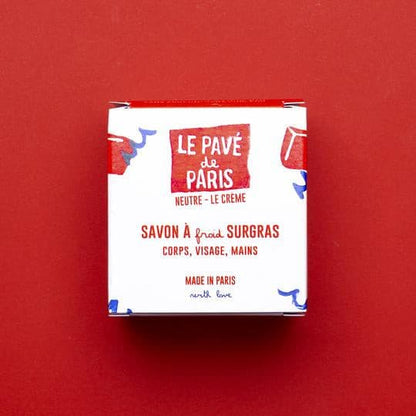 LE PAVÉ
de
PARIS
NEUTRE - LE CREME
SAVON À froid SURGRAS
CORPS, VISAGE, MAINS
MADE IN PARIS
with love